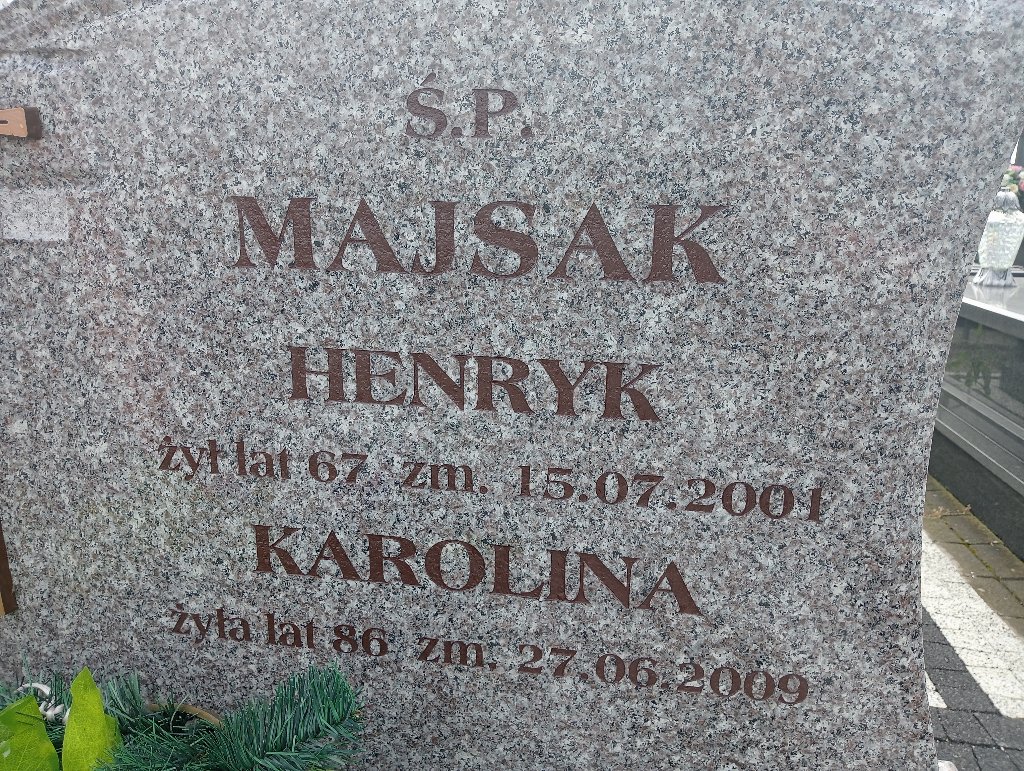 Ś.P.
MAJSAK
HENRYK
żył lat 67. zm. 15.07.2001
KAROLINA
żyła lat 86 zm. 27.06.2009